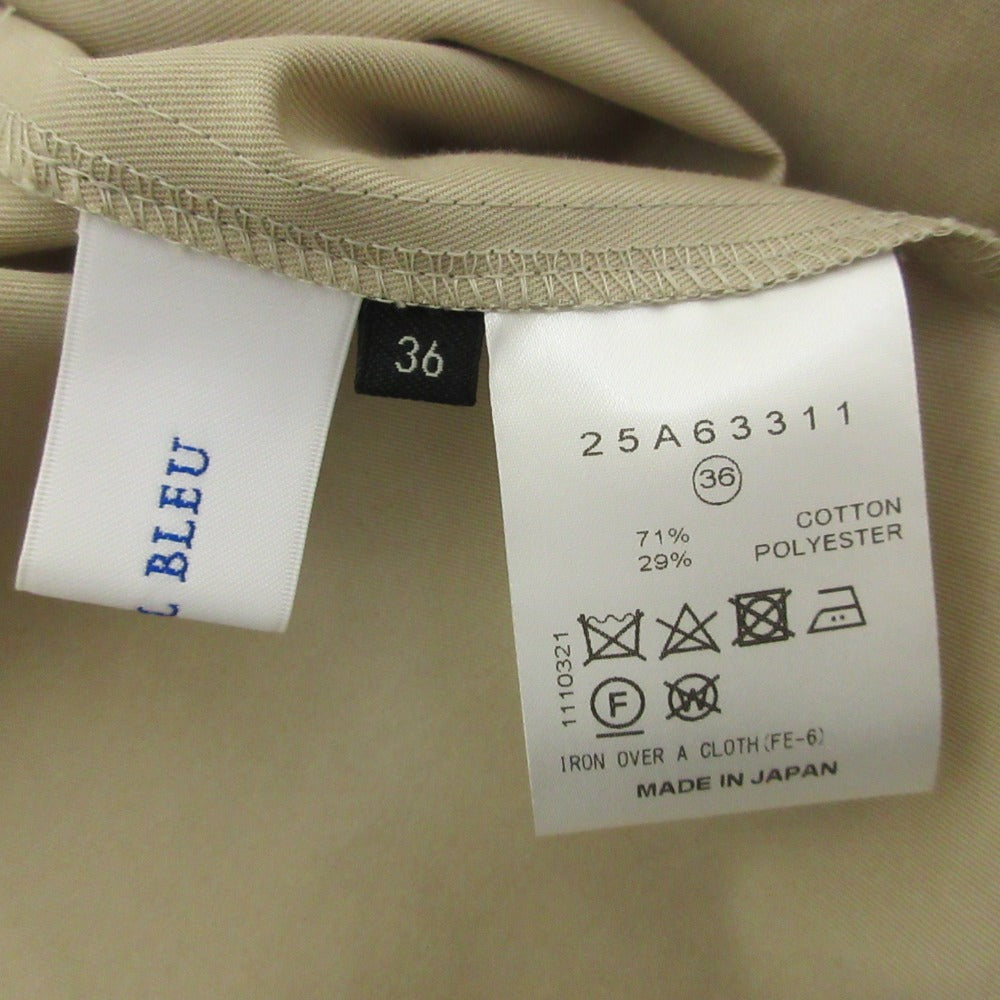 BLEU
36
25A63311
36
71% COTTON
29% POLYESTER
1110321
F
W
IRON OVER A CLOTH(FE-6)
MADE IN JAPAN